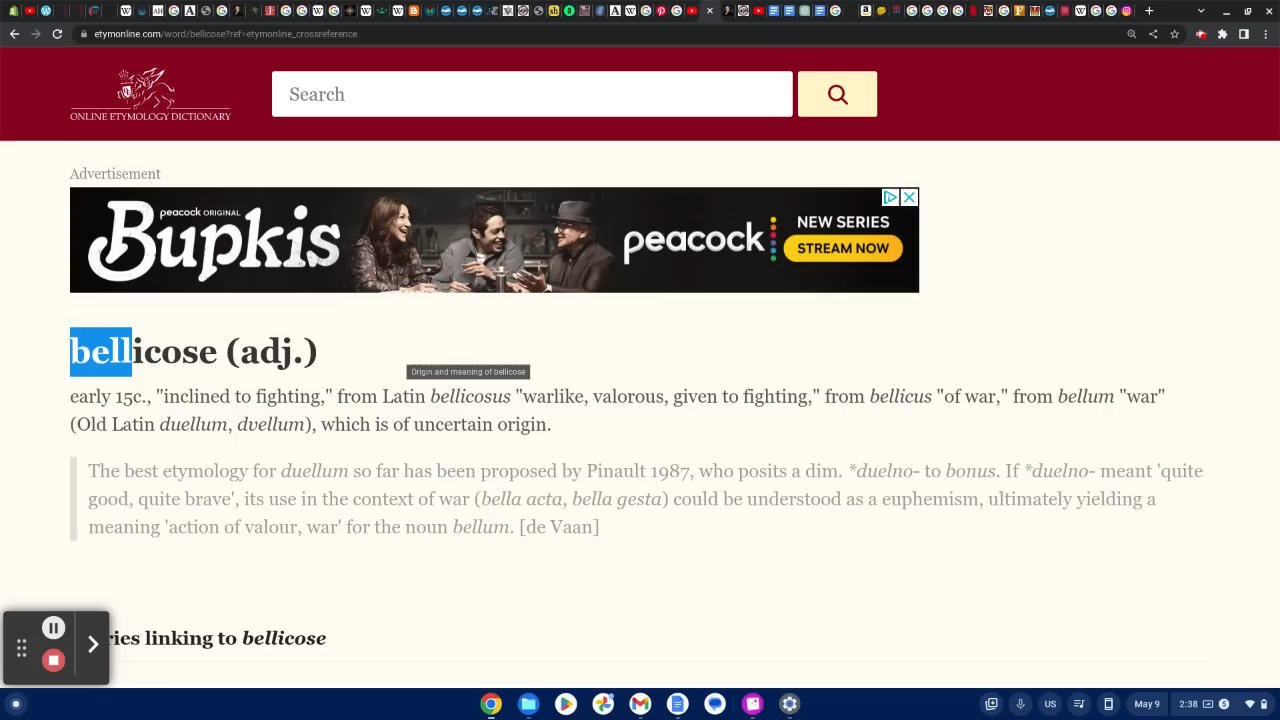 etymonline.com/word/bellicose?ref=etymonline_crossreference
ONLINE ETYMOLOGY DICTIONARY
Search
Advertisement
peacock ORIGINAL
Bupkis
peacock
NEW SERIES
STREAM NOW
bellicose (adj.)
Origin and meaning of bellicose
early 15c., "inclined to fighting," from Latin bellicosus "warlike, valorous, given to fighting," from bellicus "of war," from bellum "war"
(Old Latin duellum, dvellum), which is of uncertain origin.
The best etymology for duellum so far has been proposed by Pinault 1987, who posits a dim. *duelno- to bonus. If *duelno- meant 'quite
good, quite brave', its use in the context of war (bella acta, bella gesta) could be understood as a euphemism, ultimately yielding a
meaning 'action of valour, war' for the noun bellum. [de Vaan]
ries linking to bellicose
US
May 9
2:38
5